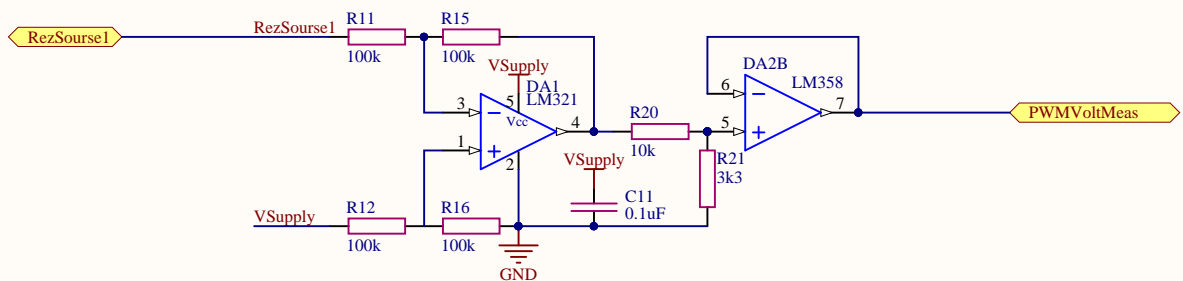 RezSourse1
RezSourse1
R11
100k
R15
100k
VSupply
DA1
LM321
3
5
Vcc
4
1
2
R20
10k
DA2B
LM358
6
7
5
PWMVoltMeas
R21
3k3
VSupply
C11
0.1uF
VSupply
R12
100k
R16
100k
GND